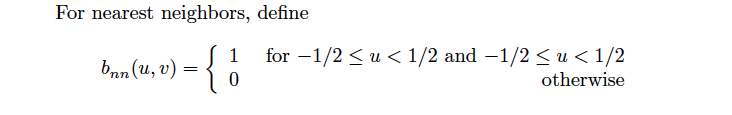 For nearest neighbors, define
b_{nn}(u, v) = { 1 for −1/2 ≤ u < 1/2 and −1/2 ≤ u < 1/2
0 otherwise